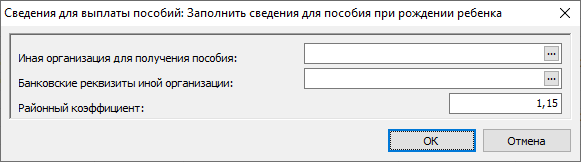 Сведения для выплаты пособий: Заполнить сведения для пособия при рождении ребенка
Иная организация для получения пособия: ...
Банковские реквизиты иной организации: ...
Районный коэффициент: 1,15
ОК Отмена